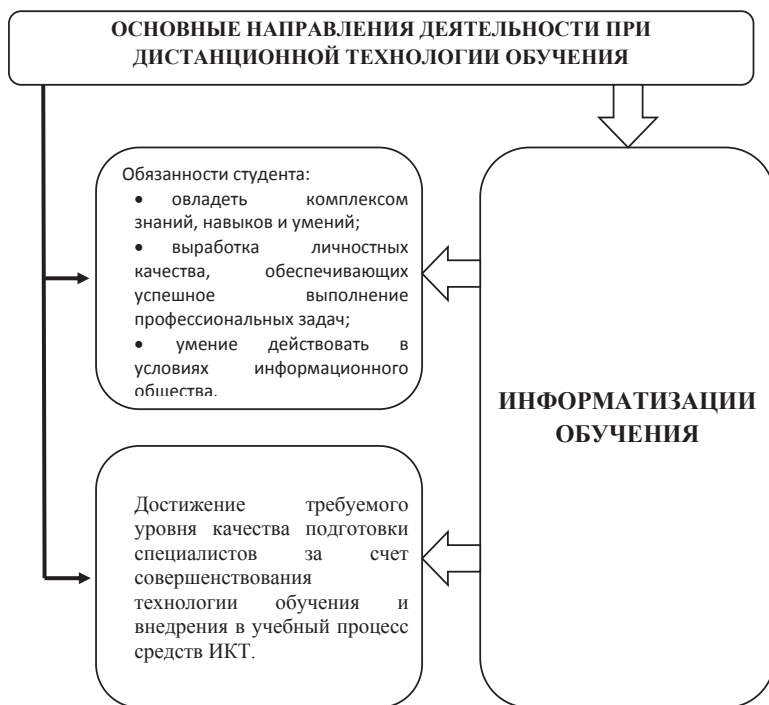 ОСНОВНЫЕ НАПРАВЛЕНИЯ ДЕЯТЕЛЬНОСТИ ПРИ
ДИСТАНЦИОННОЙ ТЕХНОЛОГИИ ОБУЧЕНИЯ
Обязанности студента:
• овладеть комплексом
знаний, навыков и умений;
• выработка личностных
качества, обеспечивающих
успешное выполнение
профессиональных задач;
• умение действовать в
условиях информационного
общества.
Достижение требуемого
уровня качества подготовки
специалистов за счет
совершенствования
технологии обучения и
внедрения в учебный процесс
средств ИКТ.
ИНФОРМАТИЗАЦИИ
ОБУЧЕНИЯ